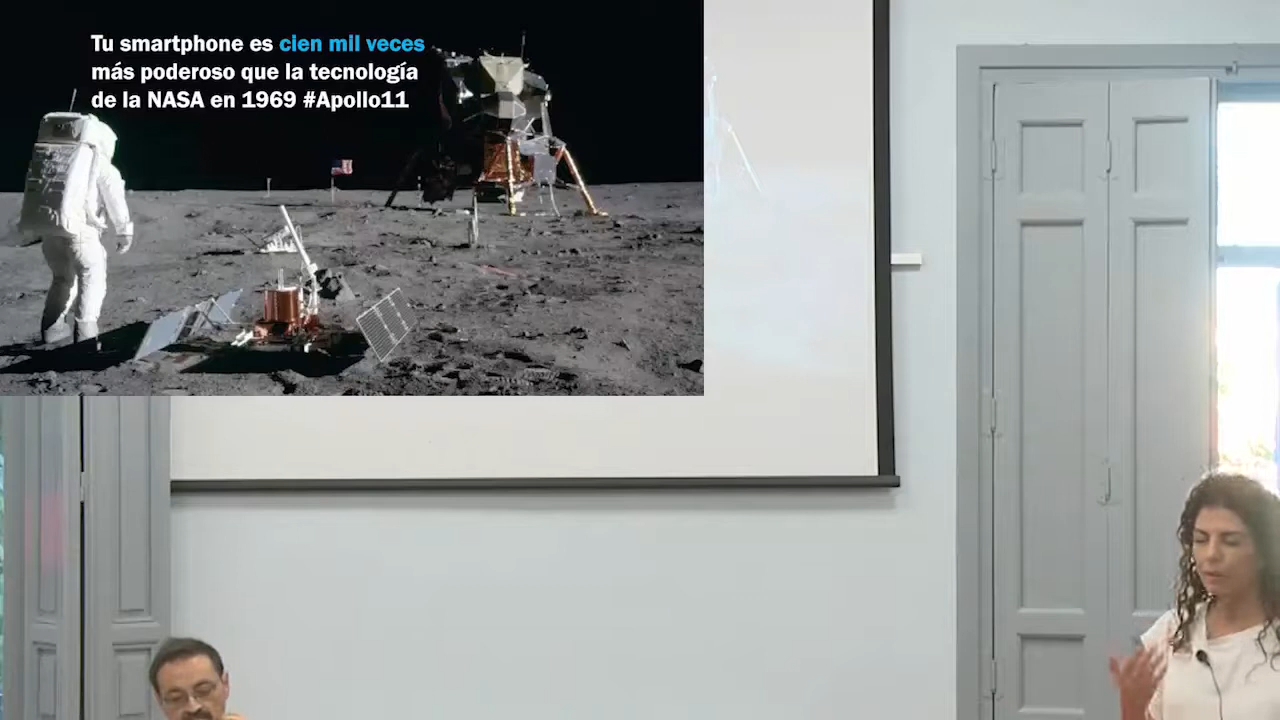 Tu smartphone es cien mil veces
más poderoso que la tecnología
de la NASA en 1969 #Apollo11